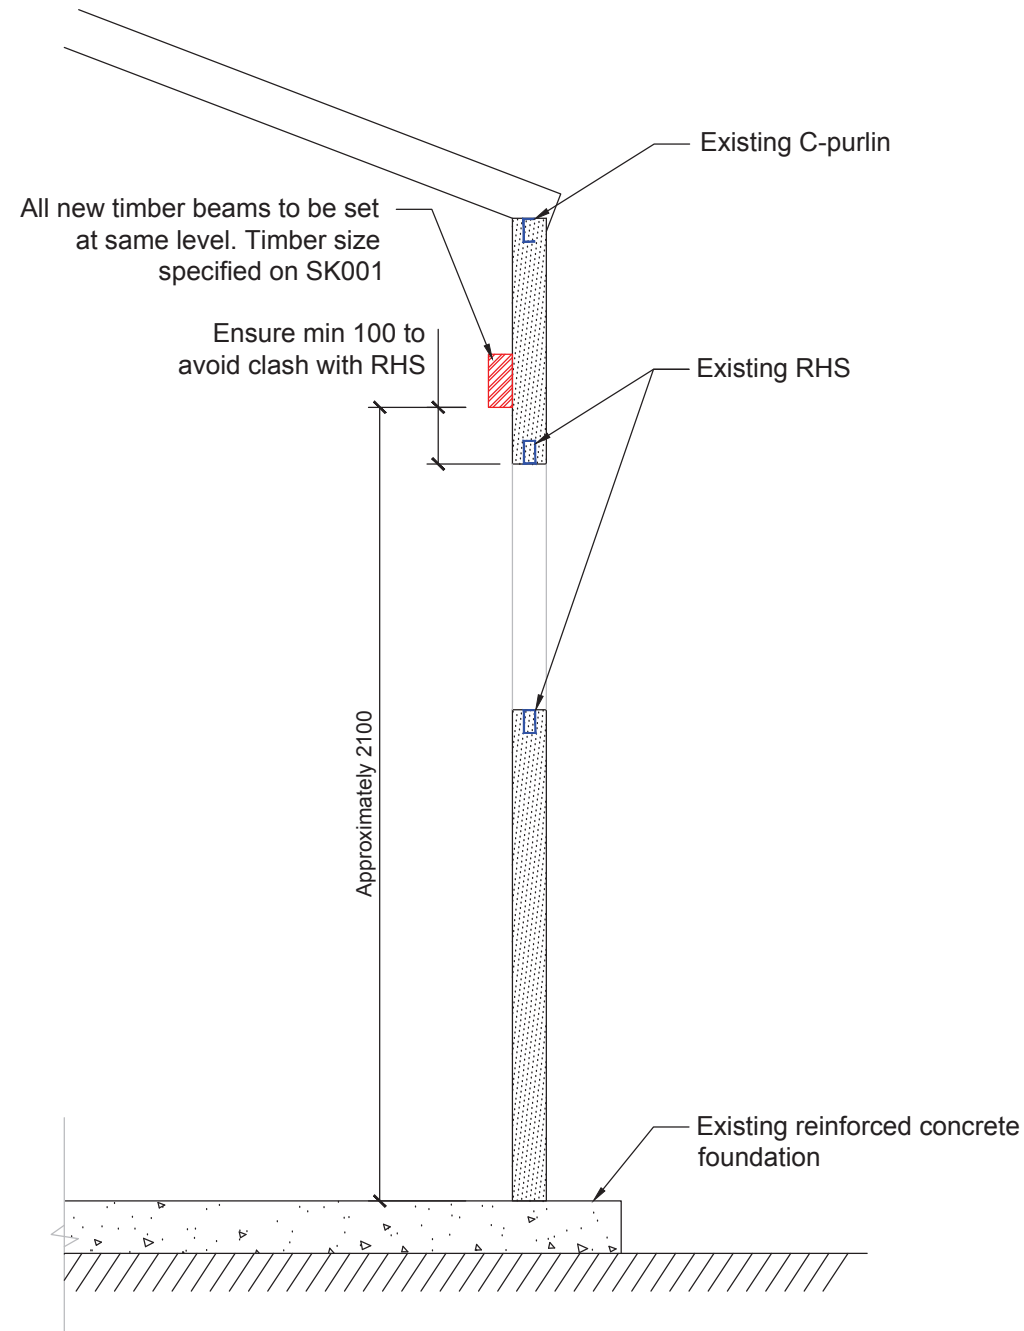 Existing C-purlin
All new timber beams to be set
at same level. Timber size
specified on SK001
Ensure min 100 to
avoid clash with RHS
Existing RHS
Approximately 2100
Existing reinforced concrete
foundation